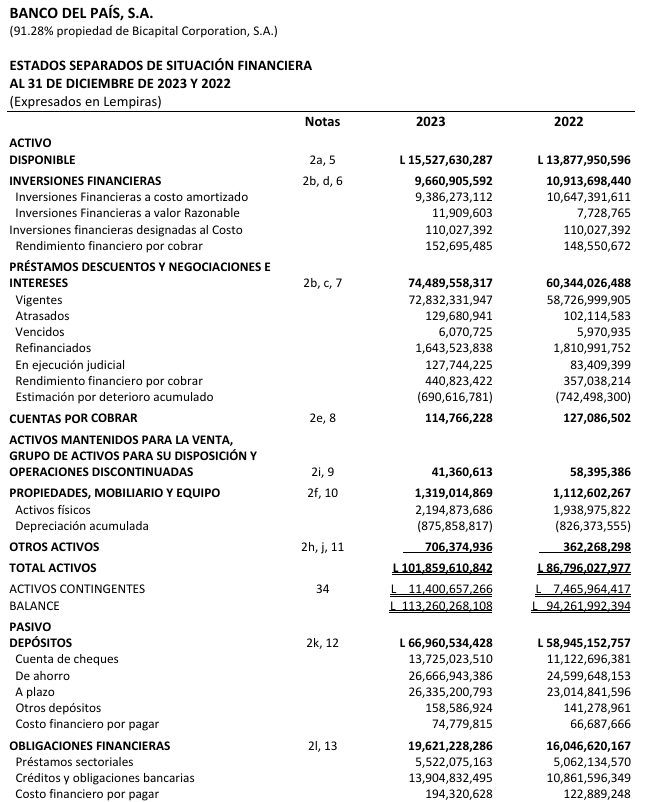 BANCO DEL PAÍS, S.A.
(91.28% propiedad de Bicapital Corporation, S.A.)
ESTADOS SEPARADOS DE SITUACIÓN FINANCIERA
AL 31 DE DICIEMBRE DE 2023 Y 2022
(Expresados en Lempiras)
Notas 2023 2022
ACTIVO
DISPONIBLE 2a, 5 L 15,527,630,287 L 13,877,950,596
INVERSIONES FINANCIERAS 2b, d, 6 9,660,905,592 10,913,698,440
Inversiones Financieras a costo amortizado 9,386,273,112 10,647,391,611
Inversiones Financieras a valor Razonable 11,909,603 7,728,765
Inversiones financieras designadas al Costo 110,027,392 110,027,392
Rendimiento financiero por cobrar 152,695,485 148,550,672
PRÉSTAMOS DESCUENTOS Y NEGOCIACIONES E
INTERESES 2b, c, 7 74,489,558,317 60,344,026,488
Vigentes 72,832,331,947 58,726,999,905
Atrasados 129,680,941 102,114,583
Vencidos 6,070,725 5,970,935
Refinanciados 1,643,523,838 1,810,991,752
En ejecución judicial 127,744,225 83,409,399
Rendimiento financiero por cobrar 440,823,422 357,038,214
Estimación por deterioro acumulado (690,616,781) (742,498,300)
CUENTAS POR COBRAR 2e, 8 114,766,228 127,086,502
ACTIVOS MANTENIDOS PARA LA VENTA,
GRUPO DE ACTIVOS PARA SU DISPOSICIÓN Y
OPERACIONES DISCONTINUADAS 2i, 9 41,360,613 58,395,386
PROPIEDADES, MOBILIARIO Y EQUIPO 2f, 10 1,319,014,869 1,112,602,267
Activos físicos 2,194,873,686 1,938,975,822
Depreciación acumulada (875,858,817) (826,373,555)
OTROS ACTIVOS 2h, j, 11 706,374,936 362,268,298
TOTAL ACTIVOS L 101,859,610,842 L 86,796,027,977
ACTIVOS CONTINGENTES 34 L 11,400,657,266 L 7,465,964,417
BALANCE L 113,260,268,108 L 94,261,992,394
PASIVO
DEPÓSITOS 2k, 12 L 66,960,534,428 L 58,945,152,757
Cuenta de cheques 13,725,023,510 11,122,696,381
De ahorro 26,666,943,386 24,599,648,153
A plazo 26,335,200,793 23,014,841,596
Otros depósitos 158,586,924 141,278,961
Costo financiero por pagar 74,779,815 66,687,666
OBLIGACIONES FINANCIERAS 2l, 13 19,621,228,286 16,046,620,167
Préstamos sectoriales 5,522,075,163 5,062,134,570
Créditos y obligaciones bancarias 13,904,832,495 10,861,596,349
Costo financiero por pagar 194,320,628 122,889,248